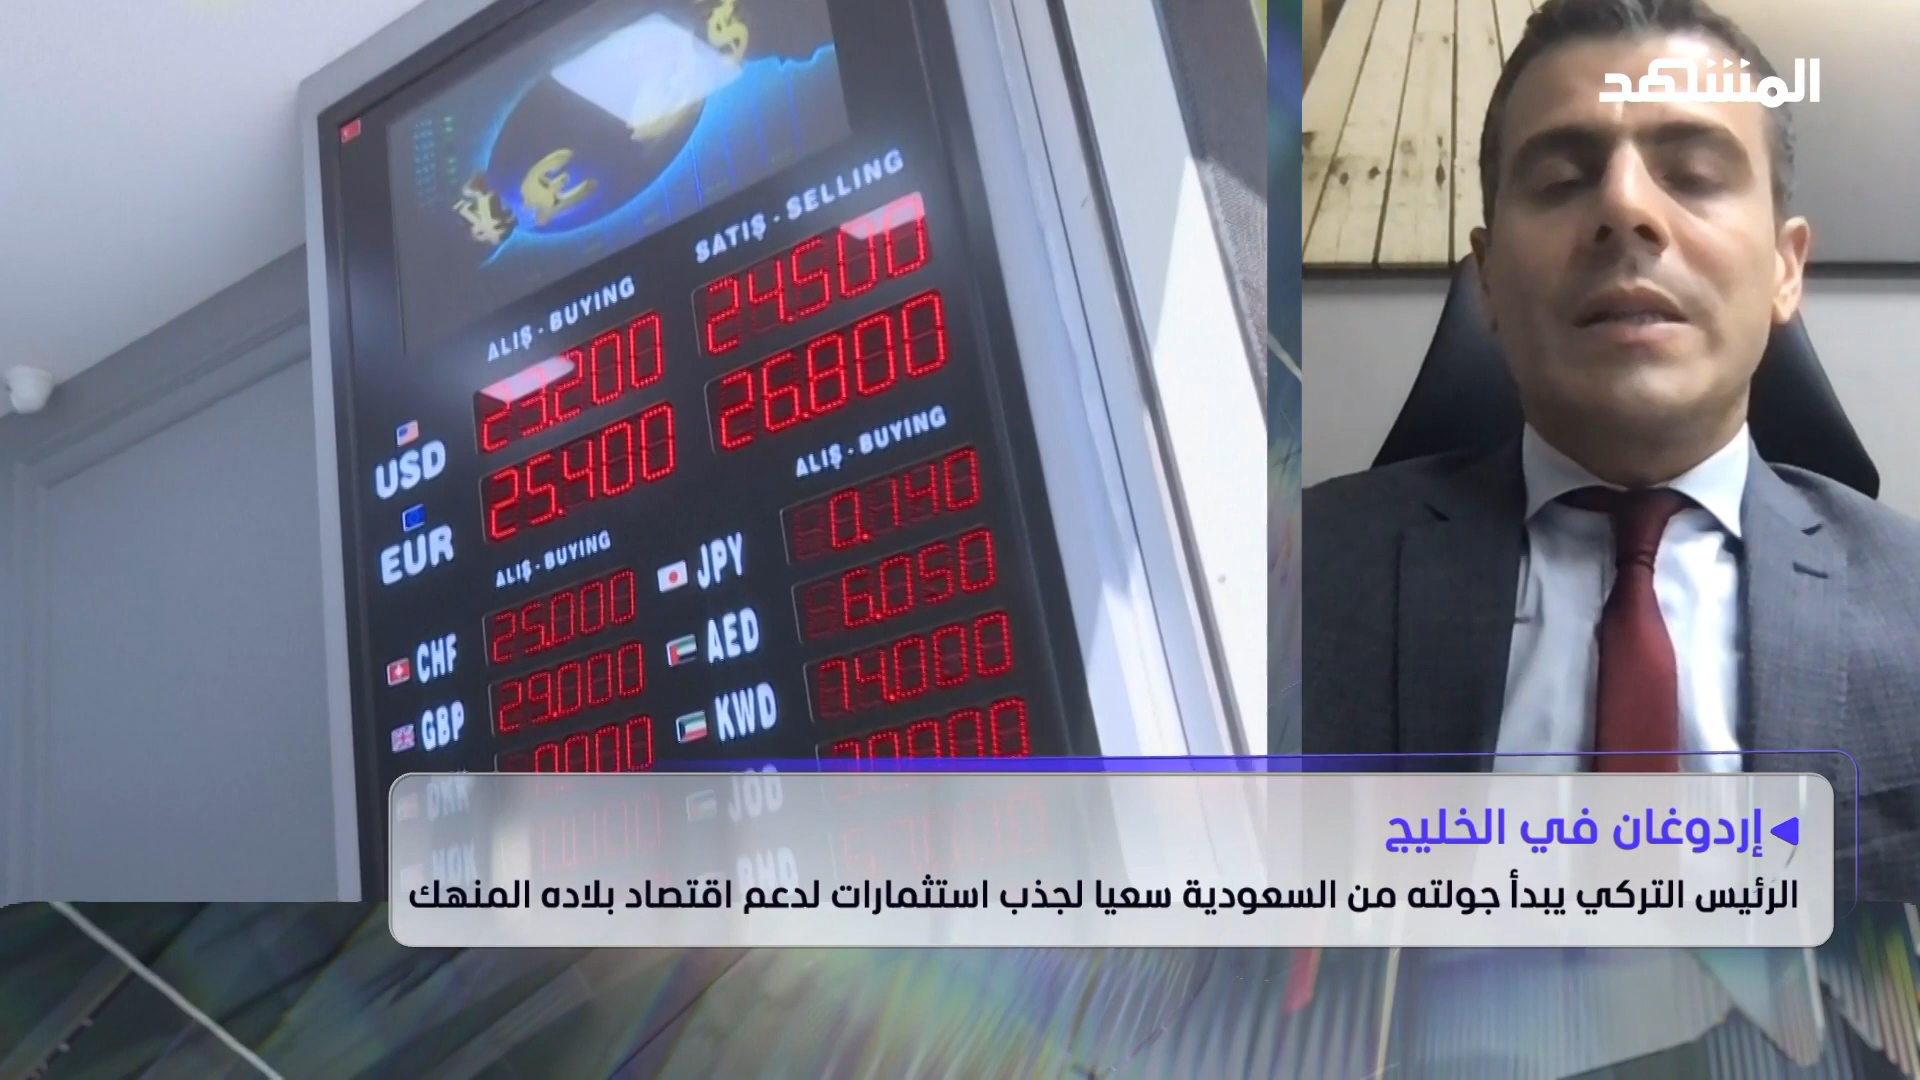 المشهد
ALIŞ - BUYING
SATIŞ - SELLING
USD 23.200 24.500
EUR 25.400 26.800
ALIŞ - BUYING
ALIŞ - BUYING
CHF 25.000
JPY 0.140
GBP 29.000
AED 6.050
KWD 74.000
JOD
إردوغان في الخليج
الرئيس التركي يبدأ جولته من السعودية سعيا لجذب استثمارات لدعم اقتصاد بلاده المنهك